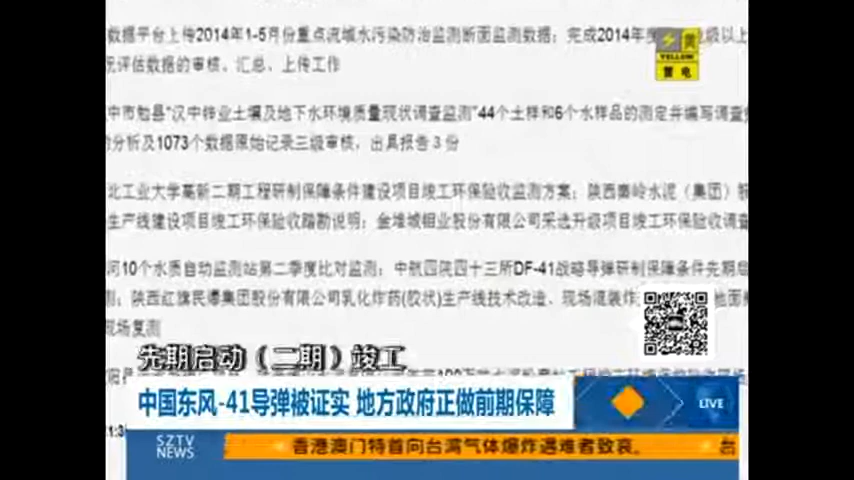 数据平台上传2014年1-5月份重点流域水污染防治监测断面监测数据；完成2014年度
级以上
况评估数据的审核、汇总、上传工作
黄
YELLOW
雷电
中市勉县“汉中锌业土壤及地下水环境质量现状调查监测”44个土样和6个水样品的测定并编写调查
分析及1073个数据原始记录三级审核，出具报告3份
北工业大学高新二期工程研制保障条件建设项目竣工环保验收监测方案；陕西秦岭水泥（集团）股
生产线建设项目竣工环保验收踏勘说明；金堆城钼业股份有限公司采选升级项目竣工环保验收调查
河10个水质自动监测站第二季度比对监测；中航四院四十三所DF-41战略导弹研制保障条件先期启
测；陕西红旗民爆集团股份有限公司乳化炸药(胶状)生产线技术改造、现场混装炸
地面
现场复测
先期启动（二期）竣工
中国东风-41导弹被证实 地方政府正做前期保障
LIVE
SZTV
NEWS
香港澳门特首向台湾气体爆炸遇难者致哀。